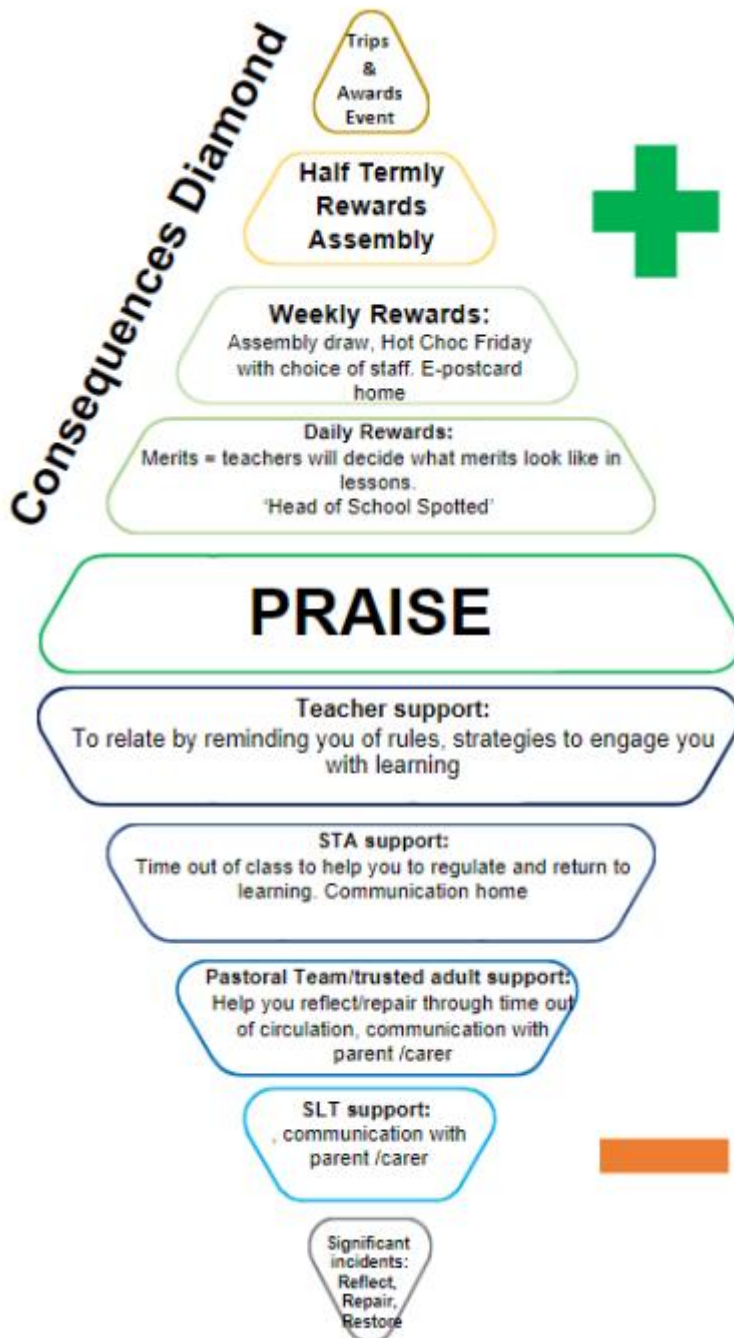 Consequences Diamond
Trips
&
Awards
Event
Half Termly
Rewards
Assembly
Weekly Rewards:
Assembly draw, Hot Choc Friday
with choice of staff. E-postcard
home
Daily Rewards:
Merits = teachers will decide what merits look like in
lessons.
‘Head of School Spotted’
PRAISE
Teacher support:
To relate by reminding you of rules, strategies to engage you
with learning
STA support:
Time out of class to help you to regulate and return to
learning. Communication home
Pastoral Team/trusted adult support:
Help you reflect/repair through time out
of circulation, communication with
parent /carer
SLT support:
, communication with
parent /carer
Significant
incidents:
Reflect,
Repair,
Restore